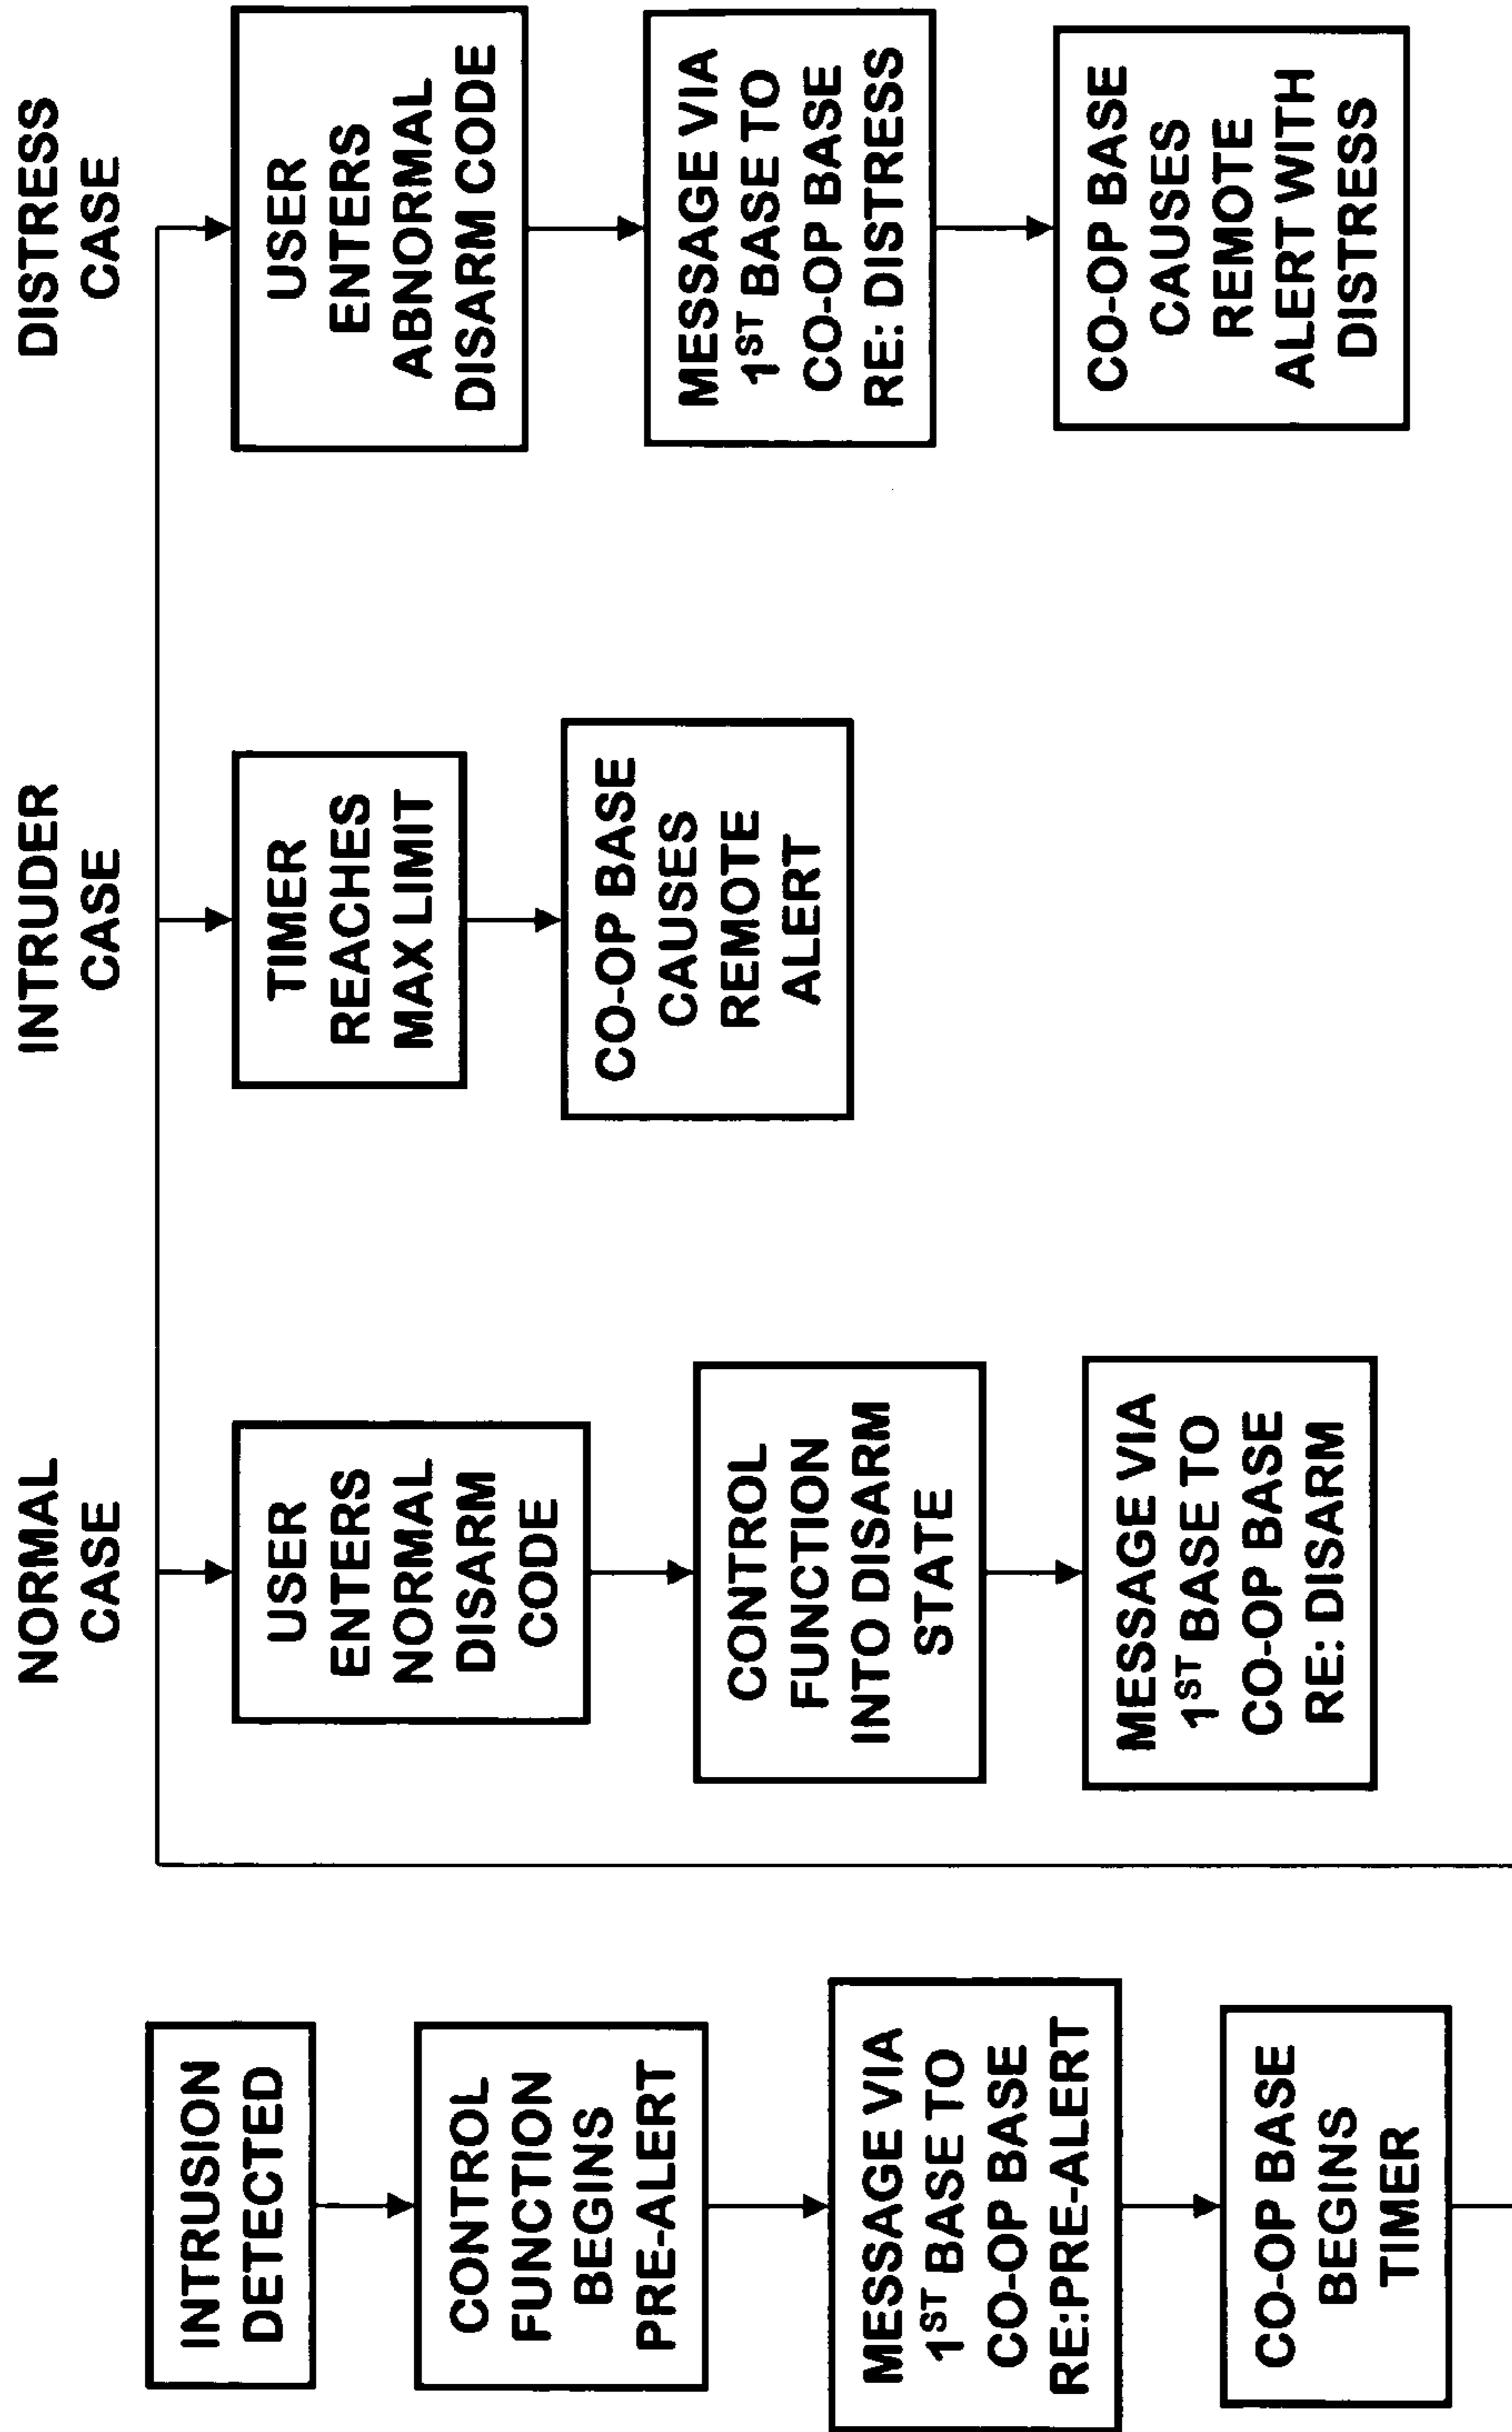 INTRUSION
DETECTED
CONTROL
FUNCTION
BEGINS
PRE-ALERT
MESSAGE VIA
1ST BASE TO
CO-OP BASE
RE:PRE-ALERT
CO-OP BASE
BEGINS
TIMER
NORMAL
CASE
USER
ENTERS
NORMAL
DISARM
CODE
CONTROL
FUNCTION
INTO DISARM
STATE
MESSAGE VIA
1ST BASE TO
CO-OP BASE
RE: DISARM
INTRUDER
CASE
TIMER
REACHES
MAX LIMIT
CO-OP BASE
CAUSES
REMOTE
ALERT
DISTRESS
CASE
USER
ENTERS
ABNORMAL
DISARM CODE
MESSAGE VIA
1ST BASE TO
CO-OP BASE
RE: DISTRESS
CO-OP BASE
CAUSES
REMOTE
ALERT WITH
DISTRESS